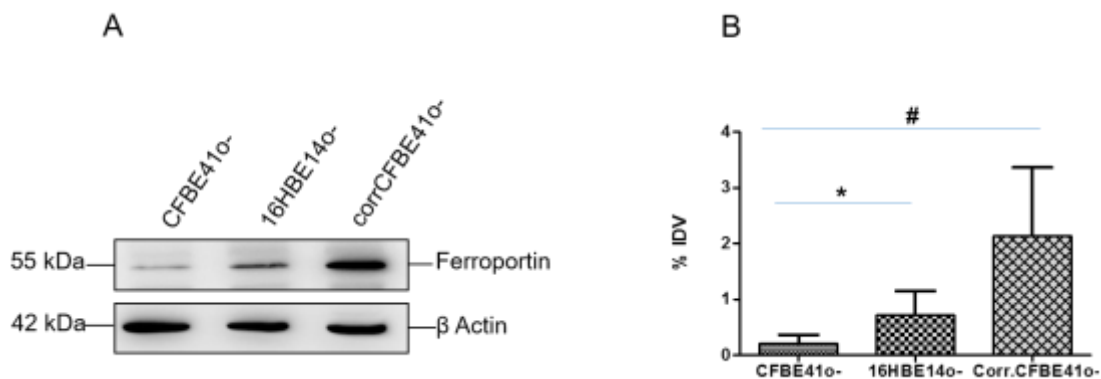 A
CFBE41o-
16HBE14o-
corrCFBE41o-
55 kDa
Ferroportin
42 kDa
β Actin
B
#
*
% IDV
4
3
2
1
0
CFBE41o-
16HBE14o-
Corr.CFBE41o-